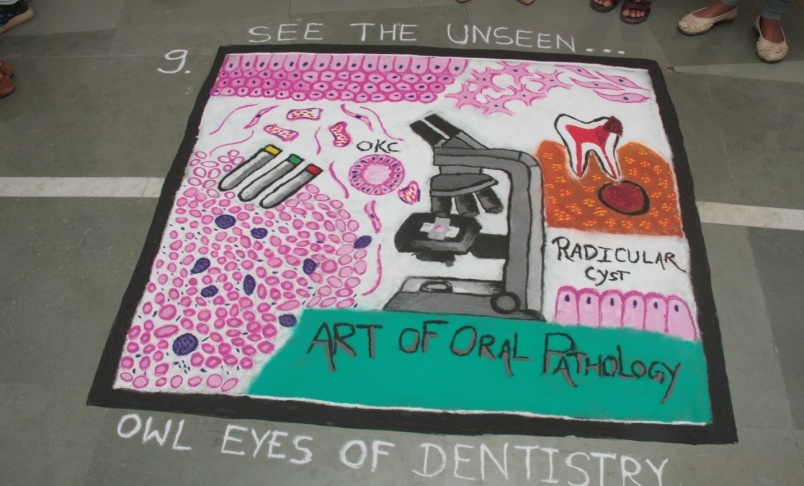 SEE THE UNSEEN...
9.
OKC
RADICULAR
CYST
ART OF ORAL PATHOLOGY
OWL EYES OF DENTISTRY